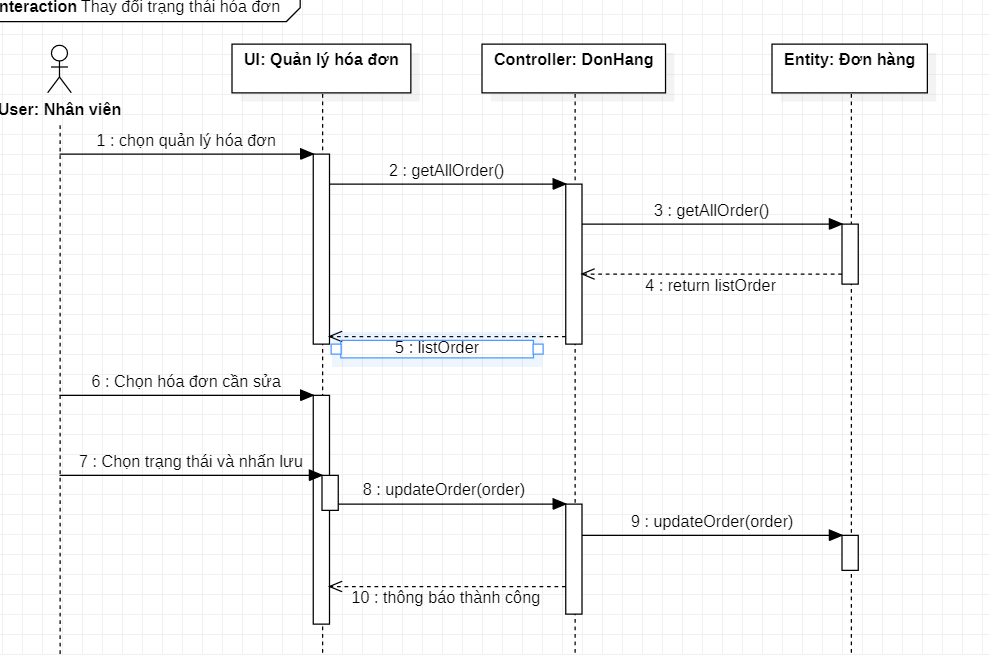 nteraction Thay đổi trạng thái hóa đơn
User: Nhân viên
UI: Quản lý hóa đơn
Controller: DonHang
Entity: Đơn hàng
1 : chọn quản lý hóa đơn
2 : getAllOrder()
3 : getAllOrder()
4 : return listOrder
5 : listOrder
6 : Chọn hóa đơn cần sửa
7 : Chọn trạng thái và nhấn lưu
8 : updateOrder(order)
9 : updateOrder(order)
10 : thông báo thành công